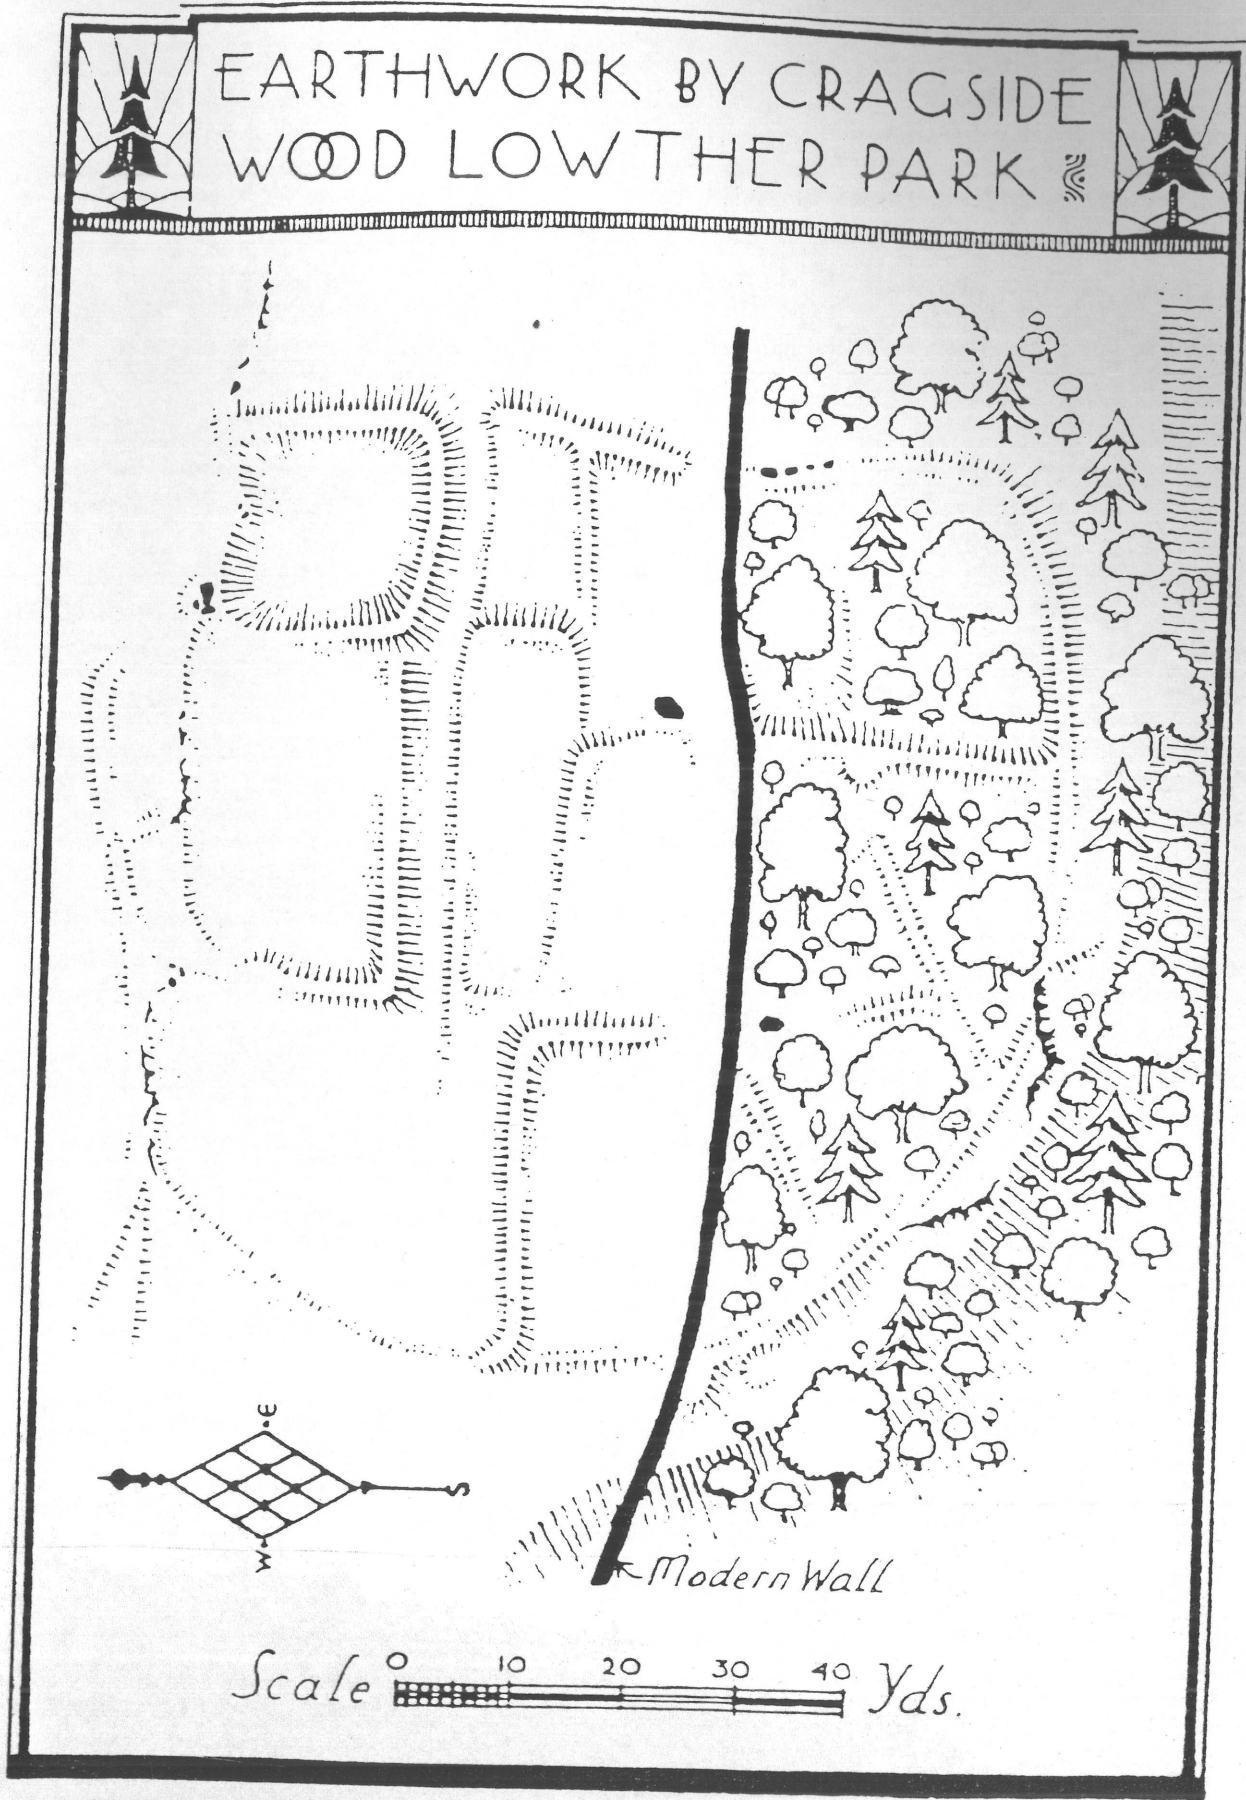 EARTHWORK BY CRAGSIDE
WOOD LOWTHER PARK
E
S
W
Modern Wall
Scale 0 10 20 30 40 Yds.